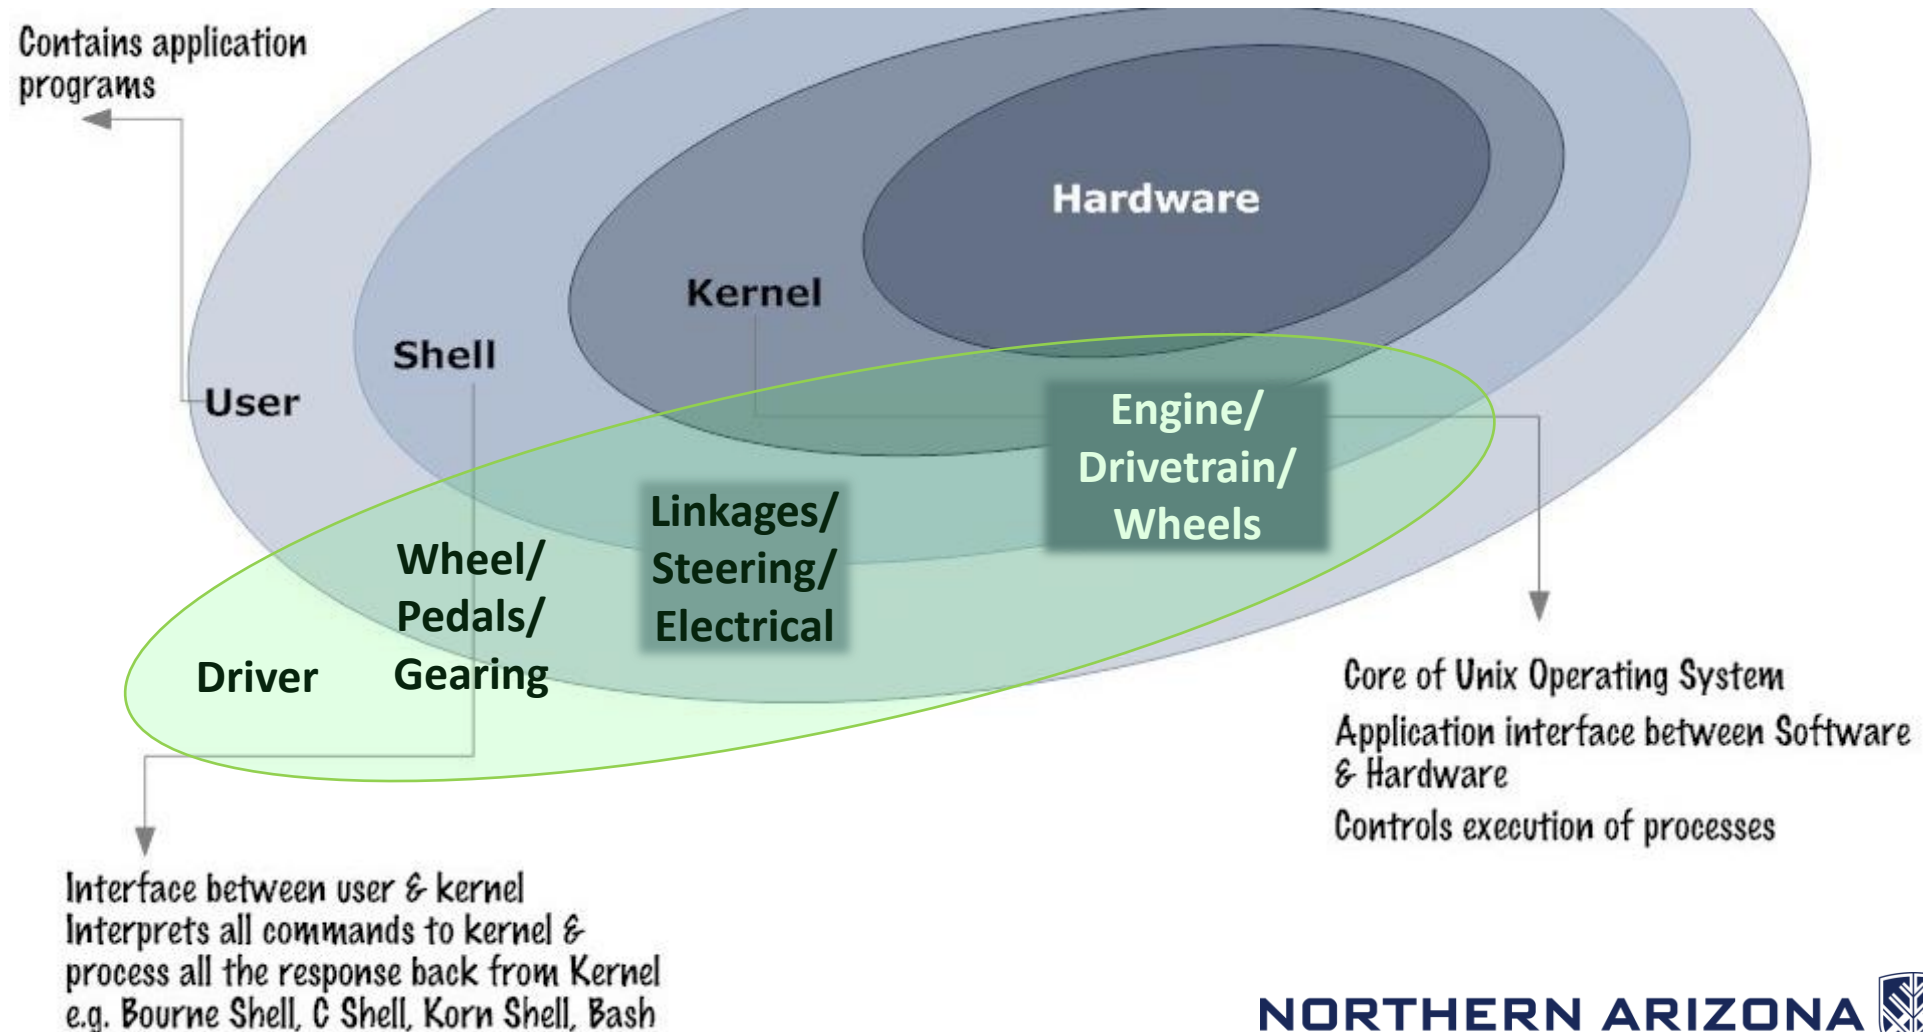 Contains application
programs
Hardware
Kernel
Shell
User
Engine/
Drivetrain/
Wheels
Linkages/
Steering/
Electrical
Wheel/
Pedals/
Gearing
Driver
Core of Unix Operating System
Application interface between Software
& Hardware
Controls execution of processes
Interface between user & kernel
Interprets all commands to kernel &
process all the response back from Kernel
e.g. Bourne Shell, C Shell, Korn Shell, Bash
NORTHERN ARIZONA